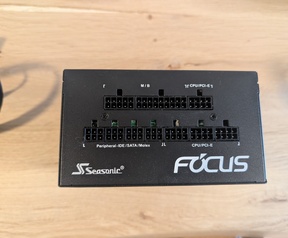 M/B CPU/PCI-E
Peripheral-IDE/SATA/Molex CPU/PCI-E
Seasonic®
FOCUS